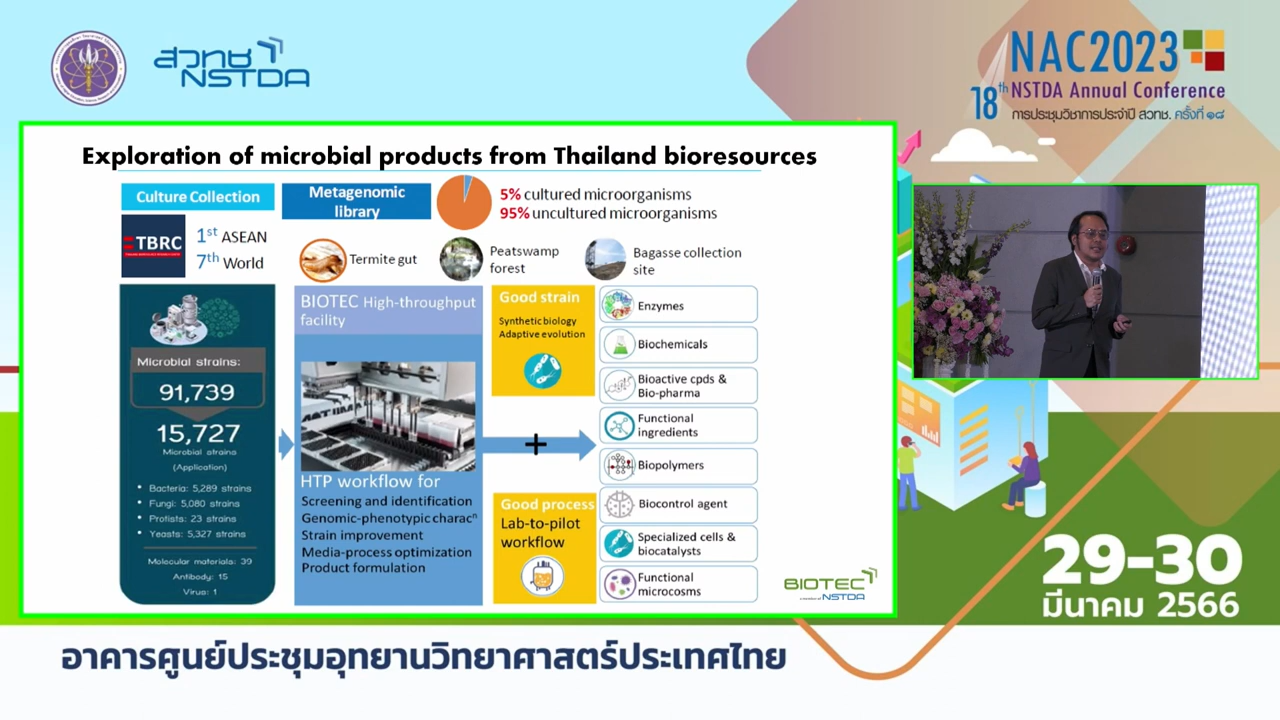 สวทช
NSTDA
NAC2023
18th NSTDA Annual Conference
การประชุมวิชาการประจำปี สวทช. ครั้งที่ ๑๘
Exploration of microbial products from Thailand bioresources
Culture Collection
Metagenomic
library
5% cultured microorganisms
95% uncultured microorganisms
TBRC
1st ASEAN
7th World
Termite gut
Peatswamp
forest
Bagasse collection
site
Microbial strains:
91,739
15,727
Microbial strains
(Application)
• Bacteria: 5,289 strains
• Fungi: 5,080 strains
• Protists: 23 strains
• Yeasts: 5,327 strains
Molecular materials: 39
Antibody: 15
Virus: 1
BIOTEC High-throughput
facility
HTP workflow for
Screening and identification
Genomic-phenotypic characⁿ
Strain improvement
Media-process optimization
Product formulation
Good strain
Synthetic biology
Adaptive evolution
+
Good process
Lab-to-pilot
workflow
Enzymes
Biochemicals
Bioactive cpds &
Bio-pharma
Functional
ingredients
Biopolymers
Biocontrol agent
Specialized cells &
biocatalysts
Functional
microcosms
BIOTEC
a member of NSTDA
29-30
มีนาคม 2566
อาคารศูนย์ประชุมอุทยานวิทยาศาสตร์ประเทศไทย